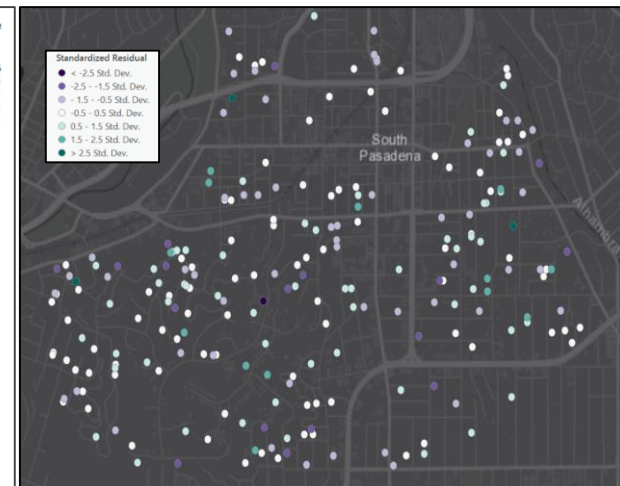 Standardized Residual
< -2.5 Std. Dev.
-2.5 - -1.5 Std. Dev.
-1.5 - -0.5 Std. Dev.
-0.5 - 0.5 Std. Dev.
0.5 - 1.5 Std. Dev.
1.5 - 2.5 Std. Dev.
> 2.5 Std. Dev.
South
Pasadena
Alhambra